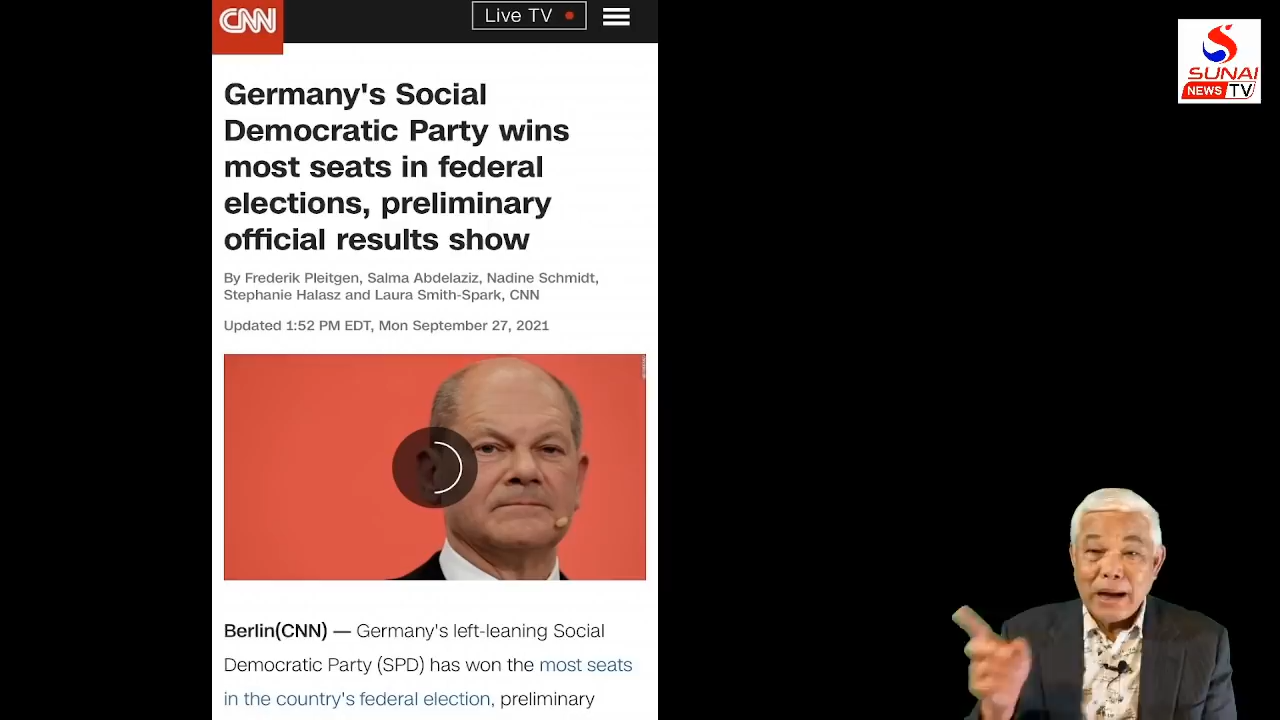 CNN
Live TV
Germany's Social
Democratic Party wins
most seats in federal
elections, preliminary
official results show
By Frederik Pleitgen, Salma Abdelaziz, Nadine Schmidt,
Stephanie Halasz and Laura Smith-Spark, CNN
Updated 1:52 PM EDT, Mon September 27, 2021
Berlin(CNN) — Germany's left-leaning Social
Democratic Party (SPD) has won the most seats
in the country's federal election, preliminary
SUNAI
NEWS TV